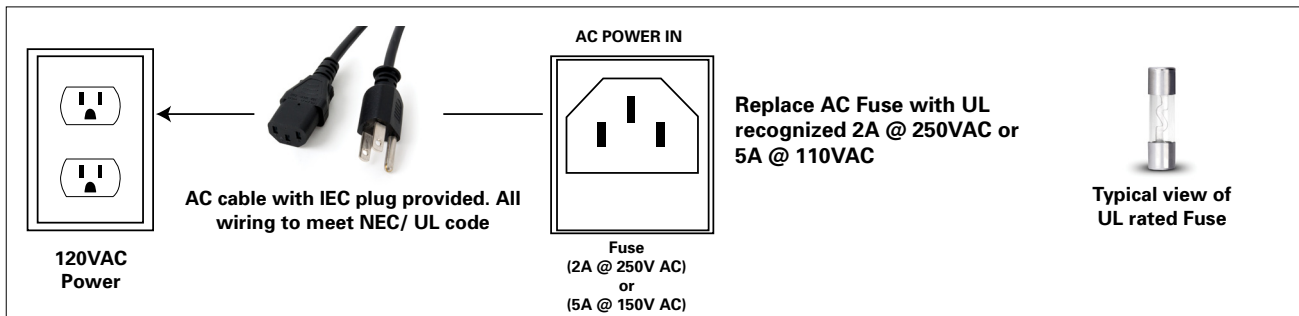 120VAC
Power
AC cable with IEC plug provided. All
wiring to meet NEC/ UL code
AC POWER IN
Fuse
(2A @ 250V AC)
or
(5A @ 150V AC)
Replace AC Fuse with UL
recognized 2A @ 250VAC or
5A @ 110VAC
Typical view of
UL rated Fuse